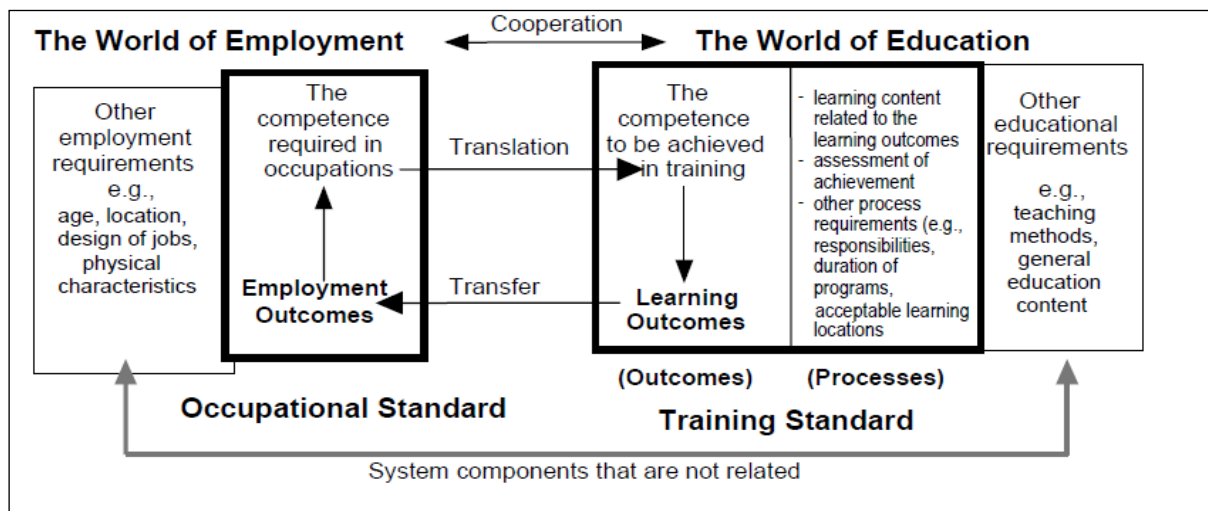 Cooperation
The World of Employment
The World of Education
Other
employment
requirements
e.g.,
age, location,
design of jobs,
physical
characteristics
The
competence
required in
occupations
Employment
Outcomes
Translation
Transfer
The
competence
to be achieved
in training
Learning
Outcomes
- learning content
related to the
learning outcomes
- assessment of
achievement
- other process
requirements (e.g.,
responsibilities,
duration of
programs,
acceptable learning
locations
Other
educational
requirements
e.g.,
teaching
methods,
general
education
content
(Outcomes)
(Processes)
Occupational Standard
Training Standard
System components that are not related